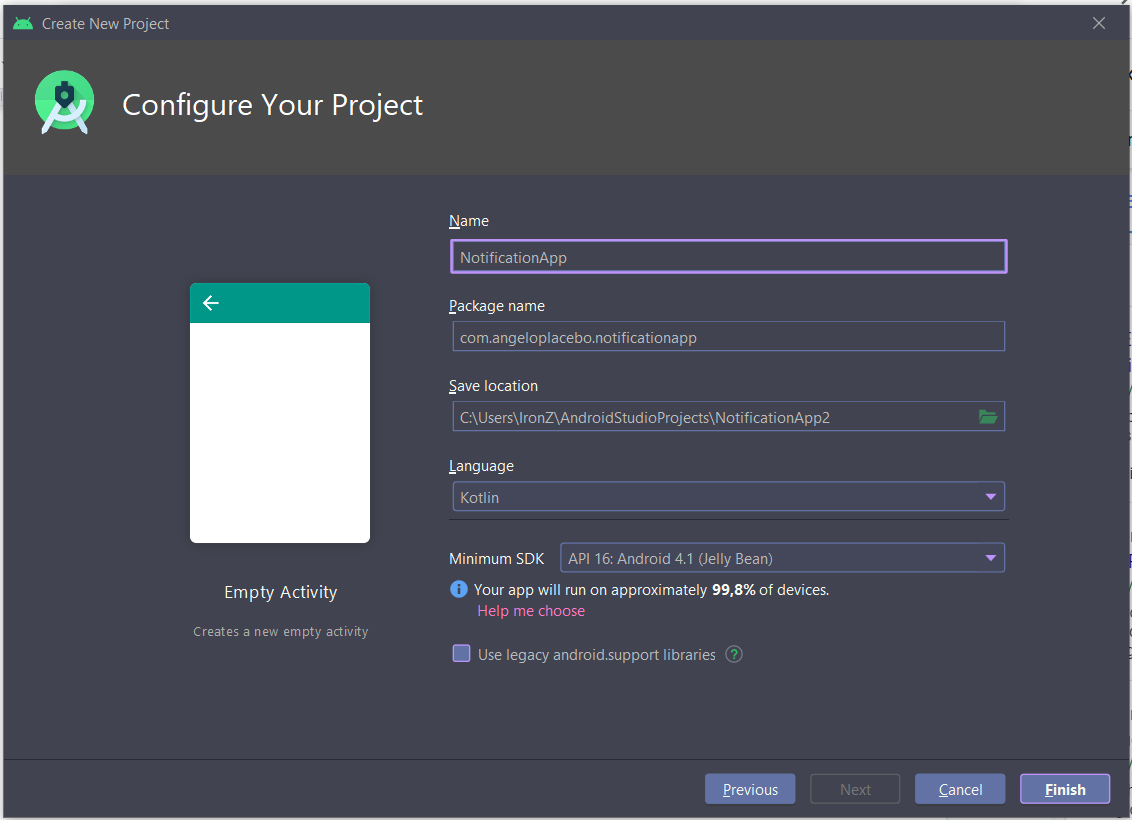 Create New Project
Configure Your Project
Name
NotificationApp
Package name
com.angeloplacebo.notificationapp
Save location
C:\Users\IronZ\AndroidStudioProjects\NotificationApp2
Language
Kotlin
Minimum SDK API 16: Android 4.1 (Jelly Bean)
Your app will run on approximately 99,8% of devices.
Help me choose
Use legacy android.support libraries ?
Empty Activity
Creates a new empty activity
Previous Next Cancel Finish